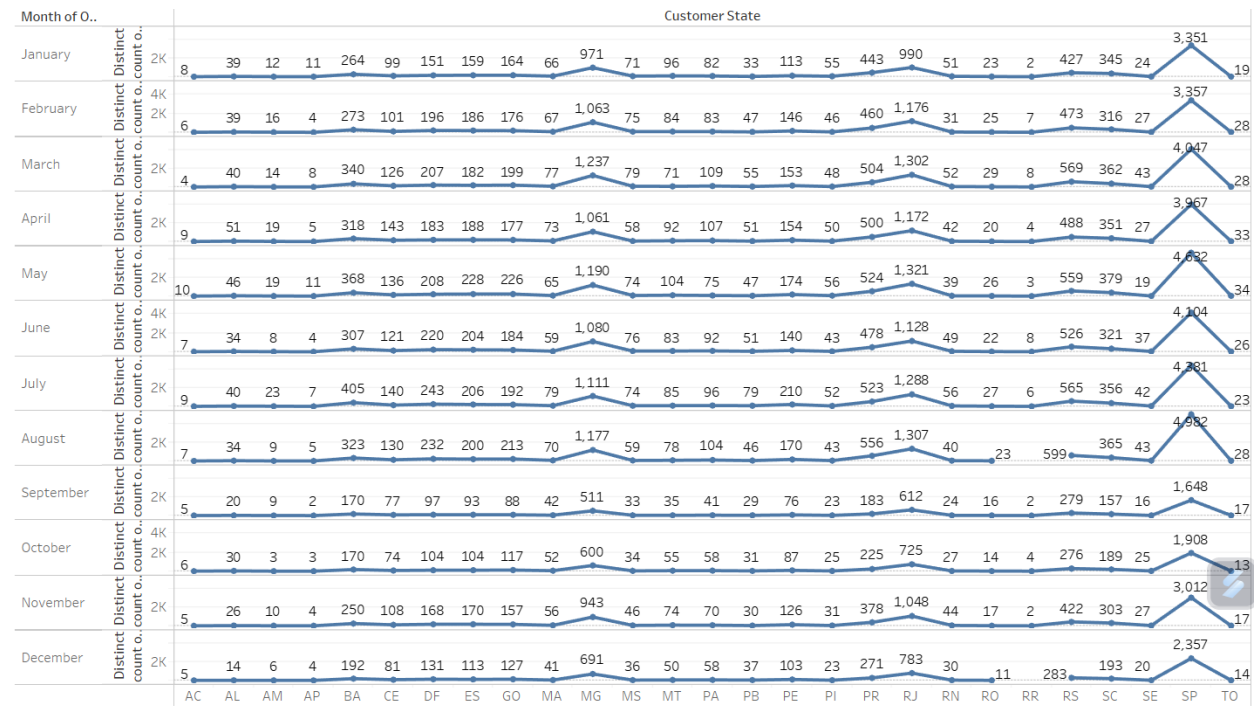 Month of O.. Customer State
January Distinct count o.. 2K 8 39 12 11 264 99 151 159 164 66 971 71 96 82 33 113 55 443 990 51 23 2 427 345 24 3,351 19
February Distinct count o.. 4K 2K 6 39 16 4 273 101 196 186 176 67 1,063 75 84 83 47 146 46 460 1,176 31 25 7 473 316 27 3,357 28
March Distinct count o.. 2K 4 40 14 8 340 126 207 182 199 77 1,237 79 71 109 55 153 48 504 1,302 52 29 8 569 362 43 4,047 28
April Distinct count o.. 2K 9 51 19 5 318 143 183 188 177 73 1,061 58 92 107 51 154 50 500 1,172 42 20 4 488 351 27 3,967 33
May Distinct count o.. 2K 10 46 19 11 368 136 208 228 226 65 1,190 74 104 75 47 174 56 524 1,321 39 26 3 559 379 19 4,632 34
June Distinct count o.. 4K 2K 7 34 8 4 307 121 220 204 184 59 1,080 76 83 92 51 140 43 478 1,128 49 22 8 526 321 37 4,104 26
July Distinct count o.. 2K 9 40 23 7 405 140 243 206 192 79 1,111 74 85 96 79 210 52 523 1,288 56 27 6 565 356 42 4,381 23
August Distinct count o.. 2K 7 34 9 5 323 130 232 200 213 70 1,177 59 78 104 46 170 43 556 1,307 40 23 599 365 43 4,982 28
September Distinct count o.. 2K 5 20 9 2 170 77 97 93 88 42 511 33 35 41 29 76 23 183 612 24 16 2 279 157 16 1,648 17
October Distinct count o.. 4K 2K 6 30 3 3 170 74 104 104 117 52 600 34 55 58 31 87 25 225 725 27 14 4 276 189 25 1,908 13
November Distinct count o.. 2K 5 26 10 4 250 108 168 170 157 56 943 46 74 70 30 126 31 378 1,048 44 17 2 422 303 27 3,012 17
December Distinct count o.. 2K 5 14 6 4 192 81 131 113 127 41 691 36 50 58 37 103 23 271 783 30 11 283 193 20 2,357 14
AC AL AM AP BA CE DF ES GO MA MG MS MT PA PB PE PI PR RJ RN RO RR RS SC SE SP TO